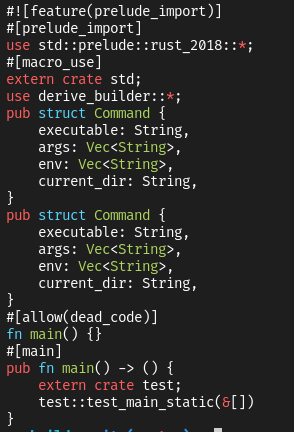 #![feature(prelude_import)]
#[prelude_import]
use std::prelude::rust_2018::*;
#[macro_use]
extern crate std;
use derive_builder::*;
pub struct Command {
    executable: String,
    args: Vec<String>,
    env: Vec<String>,
    current_dir: String,
}
pub struct Command {
    executable: String,
    args: Vec<String>,
    env: Vec<String>,
    current_dir: String,
}
#[allow(dead_code)]
fn main() {}
#[main]
pub fn main() -> () {
    extern crate test;
    test::test_main_static(&[])
}